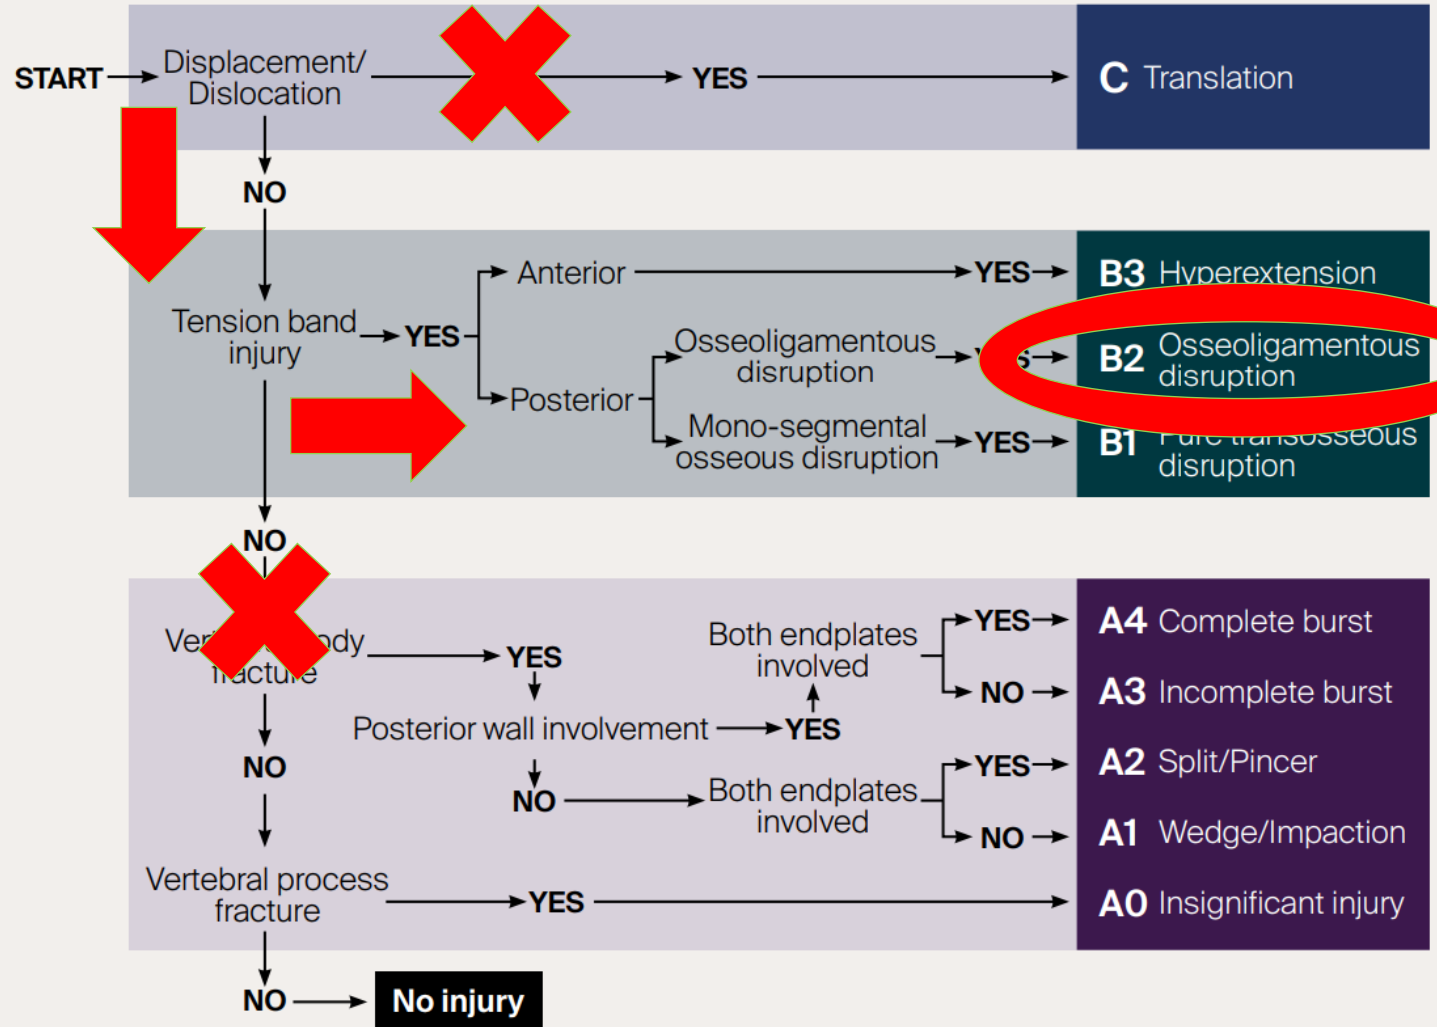 START
Displacement/
Dislocation
YES
C Translation
NO
Tension band
injury
YES
Anterior
YES
B3 Hyperextension
Posterior
Osseoligamentous
disruption
B2 Osseoligamentous
disruption
Mono-segmental
osseous disruption
YES
B1 Pure transosseous
disruption
NO
fracture
YES
Posterior wall involvement
YES
Both endplates
involved
YES
A4 Complete burst
NO
A3 Incomplete burst
NO
NO
Both endplates
involved
YES
A2 Split/Pincer
NO
A1 Wedge/Impaction
Vertebral process
fracture
YES
A0 Insignificant injury
NO
No injury